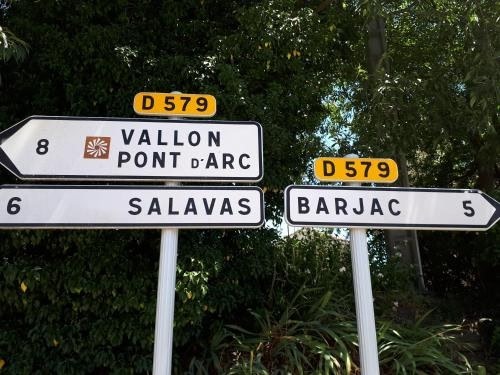 D 579
8 VALLON
PONT D'ARC
6 SALAVAS
D 579
BARJAC 5